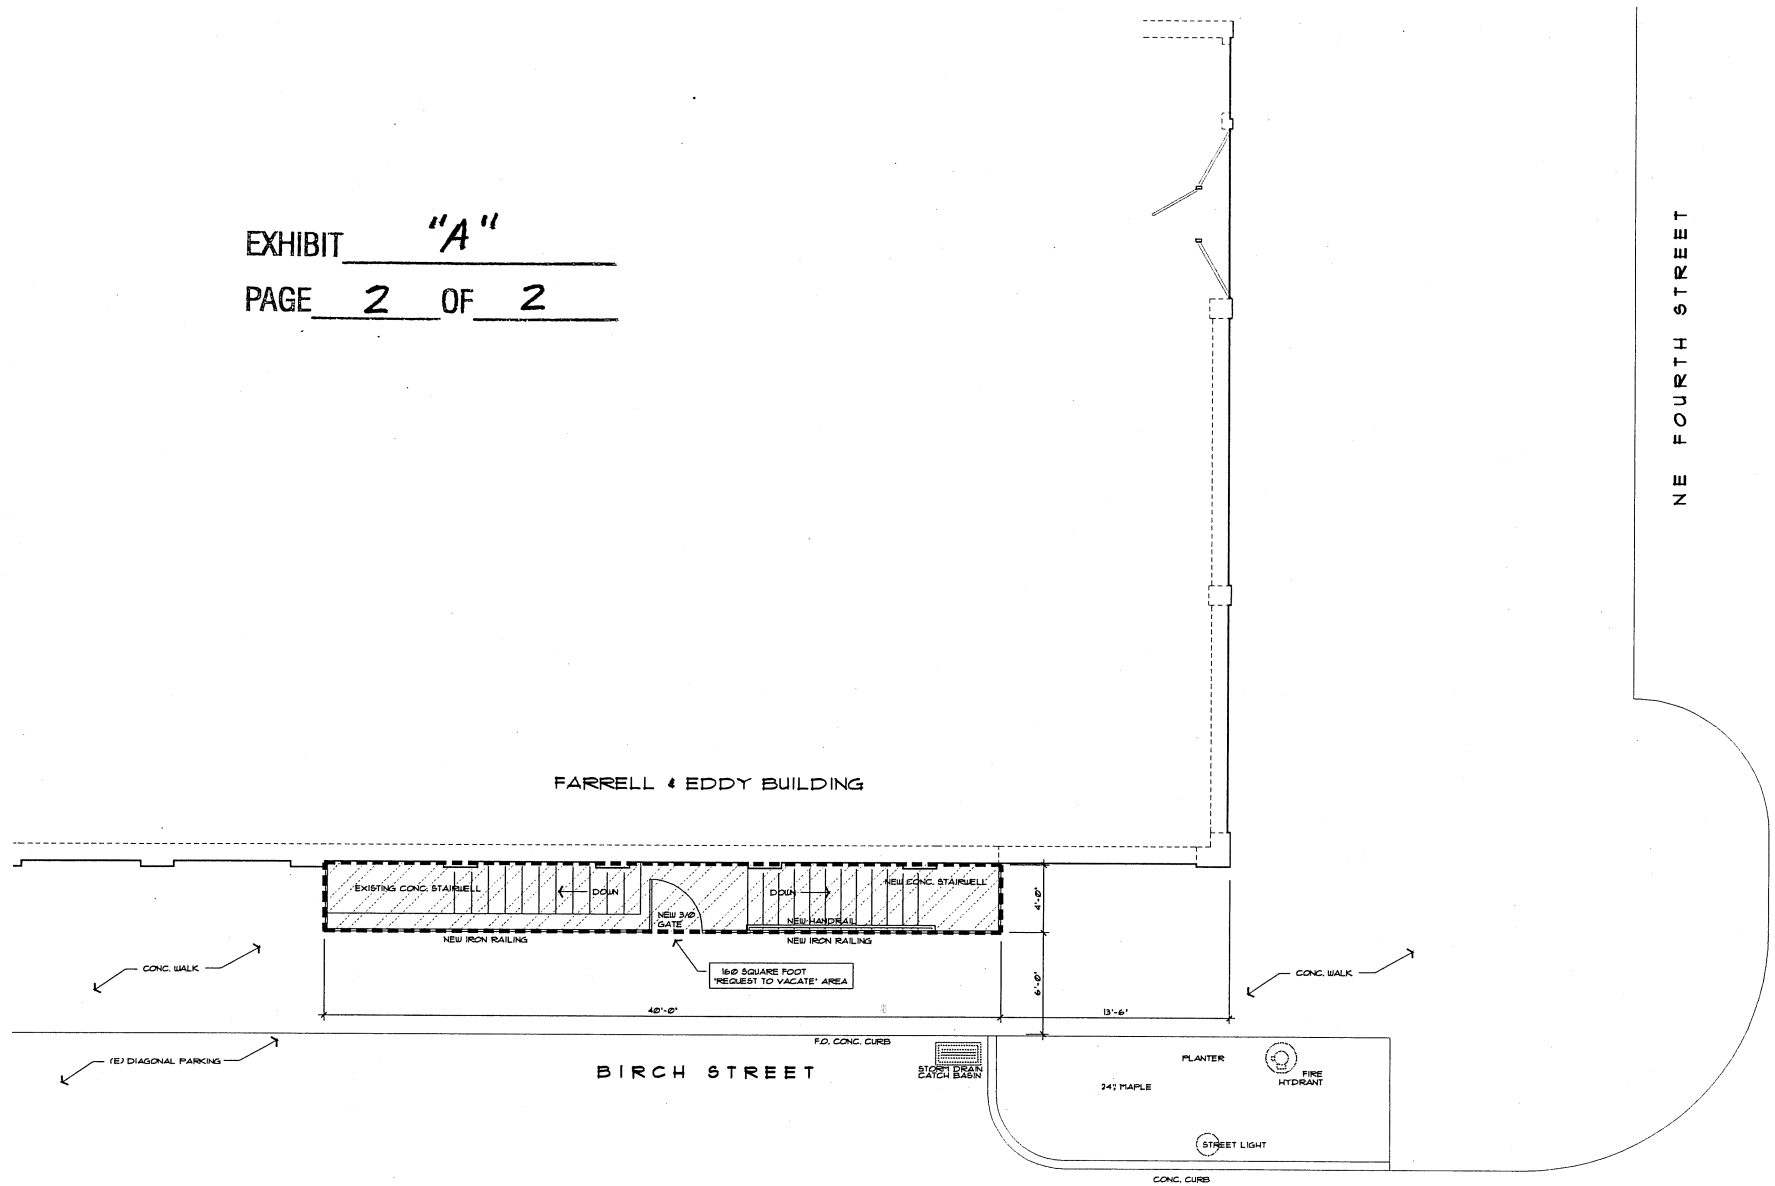 EXHIBIT "A"
PAGE 2 OF 2
NE FOURTH STREET
FARRELL & EDDY BUILDING
EXISTING CONC. STAIRWELL
DOWN
NEW 3/0
GATE
DOWN
NEW CONC. STAIRWELL
NEW HANDRAIL
NEW IRON RAILING
NEW IRON RAILING
4'-0"
6'-0"
160 SQUARE FOOT
"REQUEST TO VACATE" AREA
CONC. WALK
CONC. WALK
40'-0"
13'-6"
(E) DIAGONAL PARKING
BIRCH STREET
F.O. CONC. CURB
STORM DRAIN
CATCH BASIN
PLANTER
24" MAPLE
FIRE
HYDRANT
STREET LIGHT
CONC. CURB